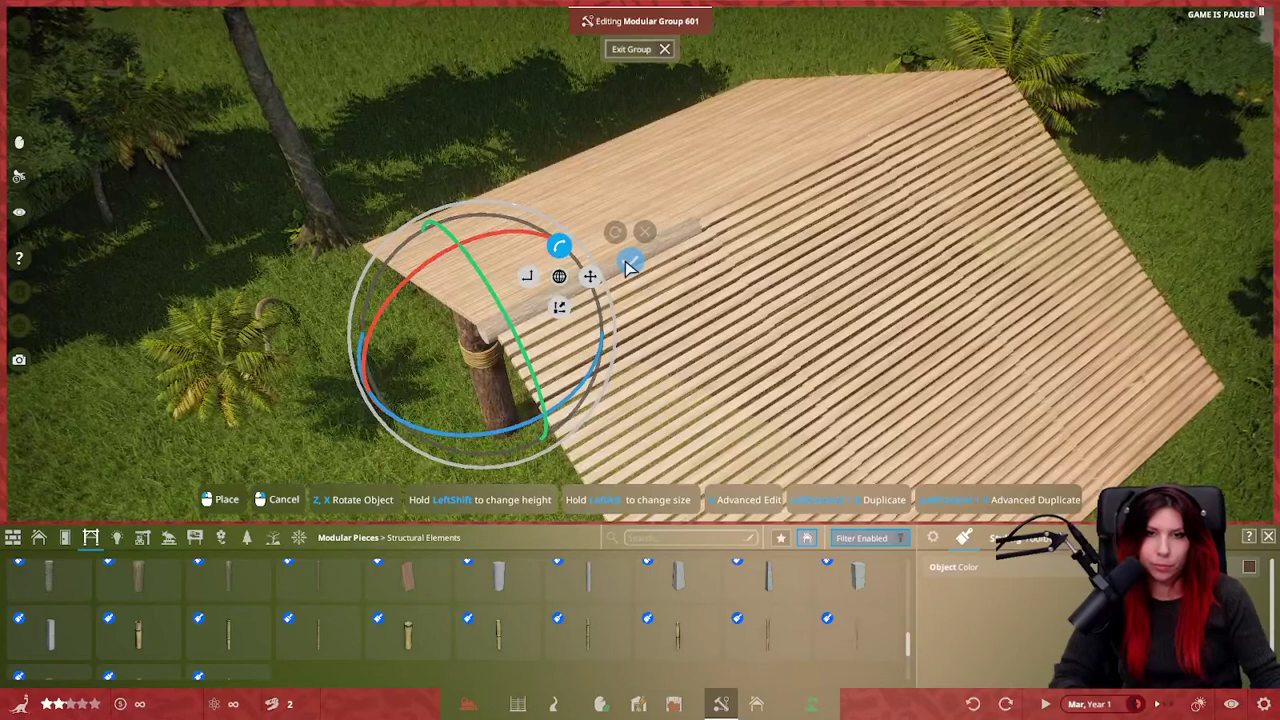 Editing Modular Group 601
GAME IS PAUSED
Exit Group
?
Place
Cancel
Z, X Rotate Object
Hold LeftShift to change height
Hold LeftAlt to change size
Advanced Edit
Duplicate
Advanced Duplicate
Modular Pieces > Structural Elements
Search...
Filter Enabled
?
Object Color
∞
∞
2
Mar, Year 1